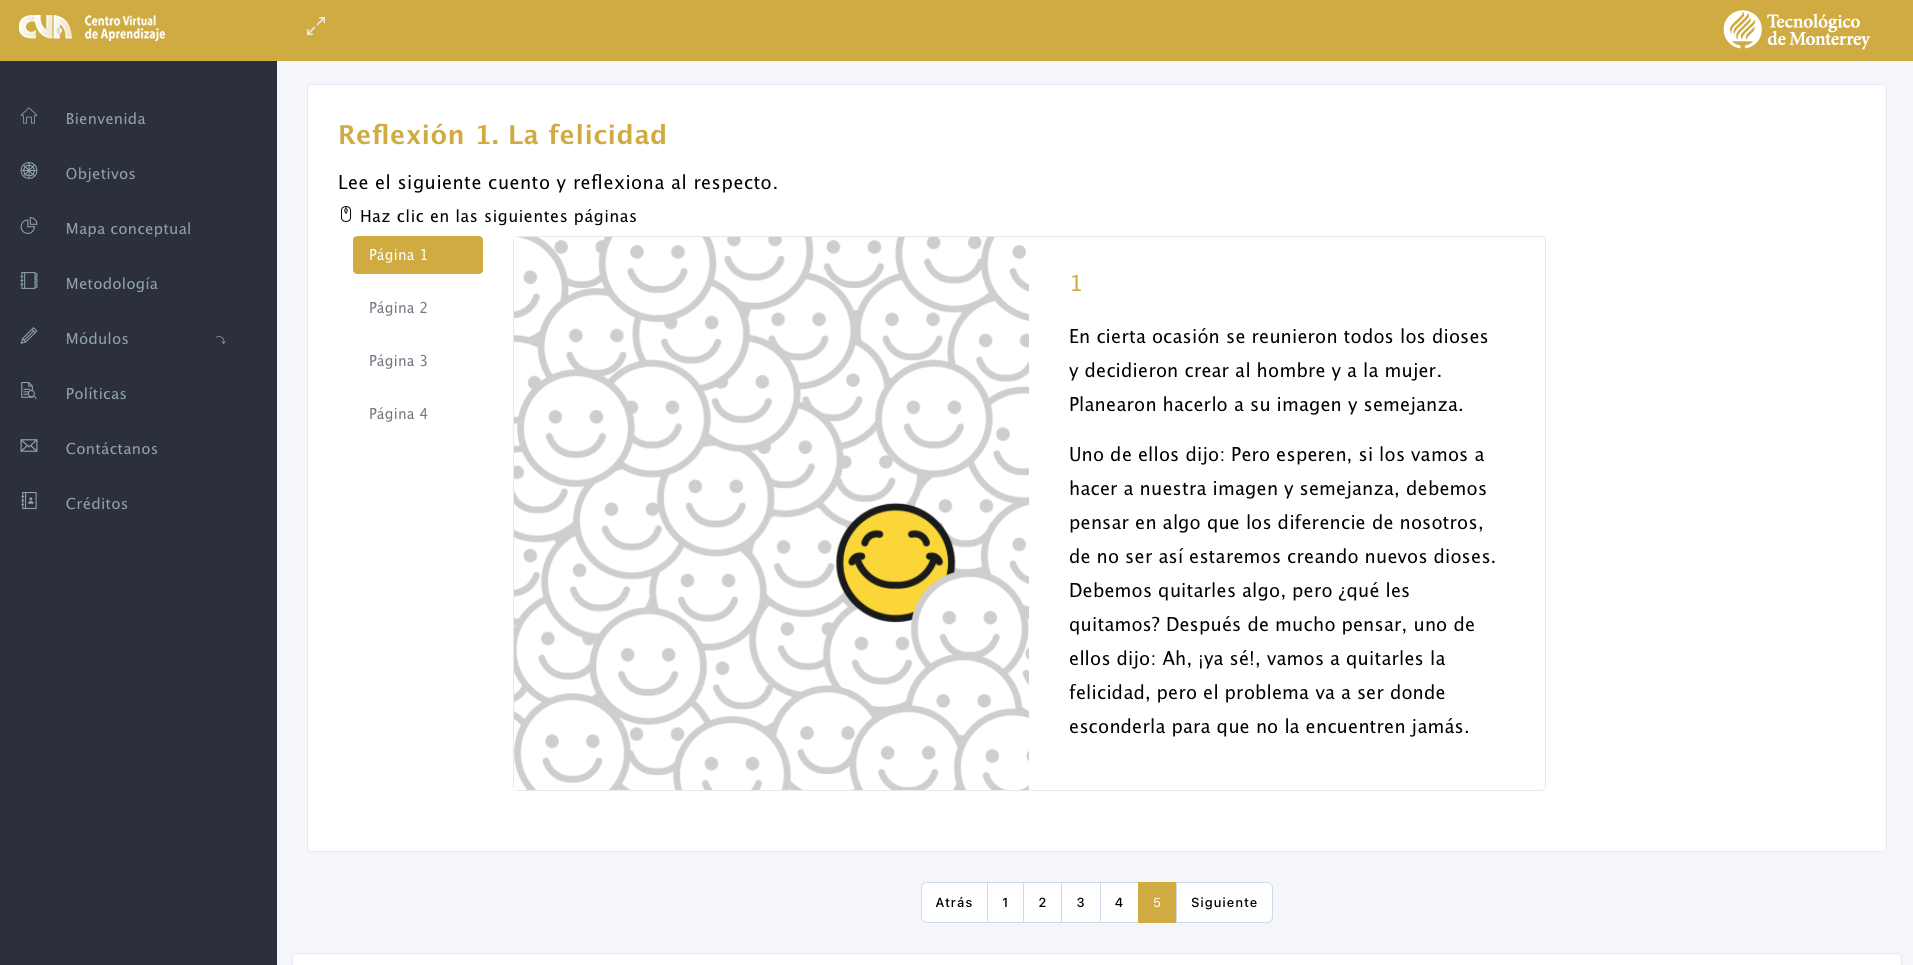 CVA
Centro Virtual
de Aprendizaje
Tecnológico
de Monterrey
Bienvenida
Objetivos
Mapa conceptual
Metodología
Módulos
Políticas
Contáctanos
Créditos
Reflexión 1. La felicidad
Lee el siguiente cuento y reflexiona al respecto.
Haz clic en las siguientes páginas
Página 1
Página 2
Página 3
Página 4
1
En cierta ocasión se reunieron todos los dioses
y decidieron crear al hombre y a la mujer.
Planearon hacerlo a su imagen y semejanza.
Uno de ellos dijo: Pero esperen, si los vamos a
hacer a nuestra imagen y semejanza, debemos
pensar en algo que los diferencie de nosotros,
de no ser así estaremos creando nuevos dioses.
Debemos quitarles algo, pero ¿qué les
quitamos? Después de mucho pensar, uno de
ellos dijo: Ah, ¡ya sé!, vamos a quitarles la
felicidad, pero el problema va a ser donde
esconderla para que no la encuentren jamás.
Atrás 1 2 3 4 5 Siguiente